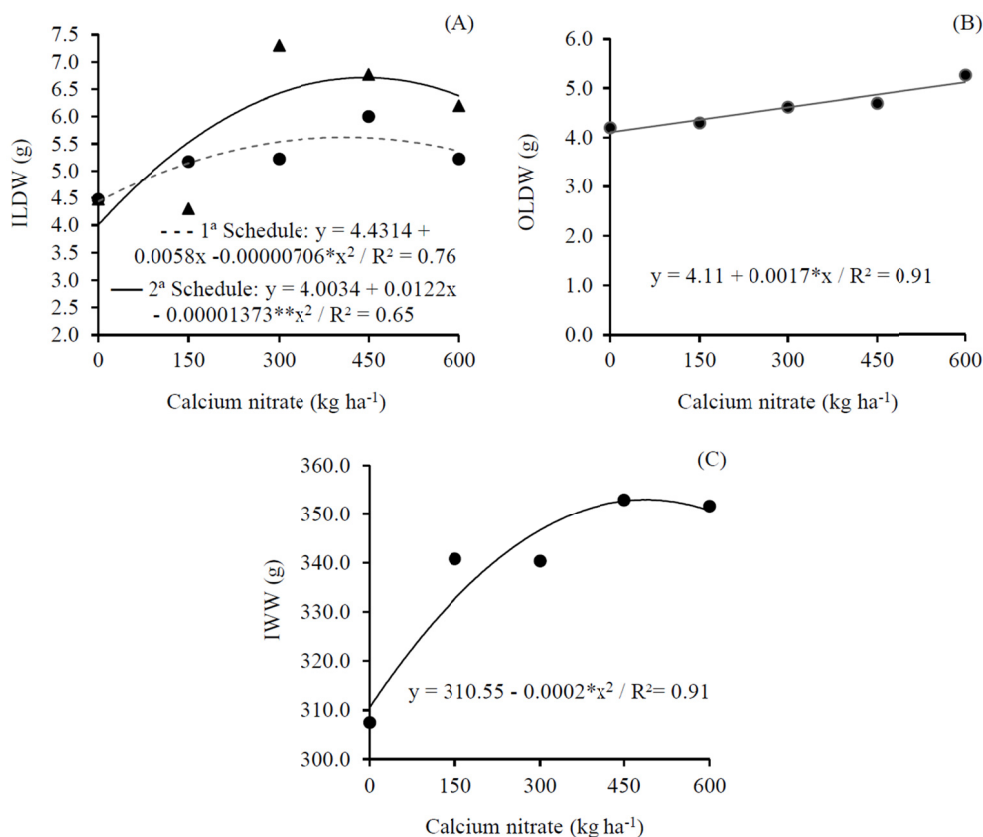 (A)
7.5
7.0
6.5
6.0
5.5
5.0
4.5
4.0
3.5
3.0
2.5
2.0
ILDW (g)
1ª Schedule: y = 4.4314 +
0.0058x -0.00000706*x² / R² = 0.76
2ª Schedule: y = 4.0034 + 0.0122x
- 0.00001373**x² / R² = 0.65
0 150 300 450 600
Calcium nitrate (kg ha⁻¹)
(B)
6.0
5.0
4.0
3.0
2.0
1.0
0.0
OLDW (g)
y = 4.11 + 0.0017*x / R² = 0.91
0 150 300 450 600
Calcium nitrate (kg ha⁻¹)
(C)
360.0
350.0
340.0
330.0
320.0
310.0
300.0
IWW (g)
y = 310.55 - 0.0002*x² / R²= 0.91
0 150 300 450 600
Calcium nitrate (kg ha⁻¹)